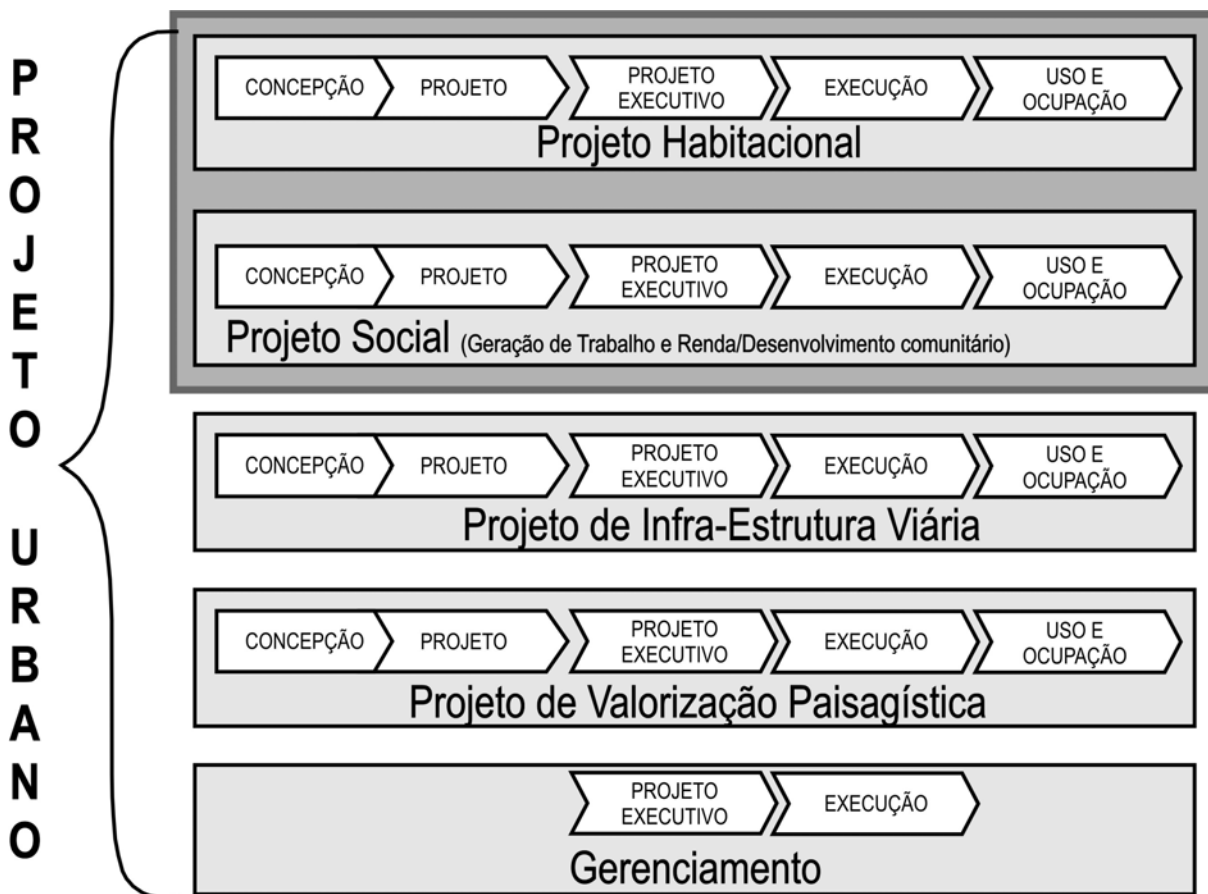 PROJETO URBANO
CONCEPÇÃO
PROJETO
PROJETO
EXECUTIVO
EXECUÇÃO
USO E
OCUPAÇÃO
Projeto Habitacional
CONCEPÇÃO
PROJETO
PROJETO
EXECUTIVO
EXECUÇÃO
USO E
OCUPAÇÃO
Projeto Social (Geração de Trabalho e Renda/Desenvolvimento comunitário)
CONCEPÇÃO
PROJETO
PROJETO
EXECUTIVO
EXECUÇÃO
USO E
OCUPAÇÃO
Projeto de Infra-Estrutura Viária
CONCEPÇÃO
PROJETO
PROJETO
EXECUTIVO
EXECUÇÃO
USO E
OCUPAÇÃO
Projeto de Valorização Paisagística
PROJETO
EXECUTIVO
EXECUÇÃO
Gerenciamento